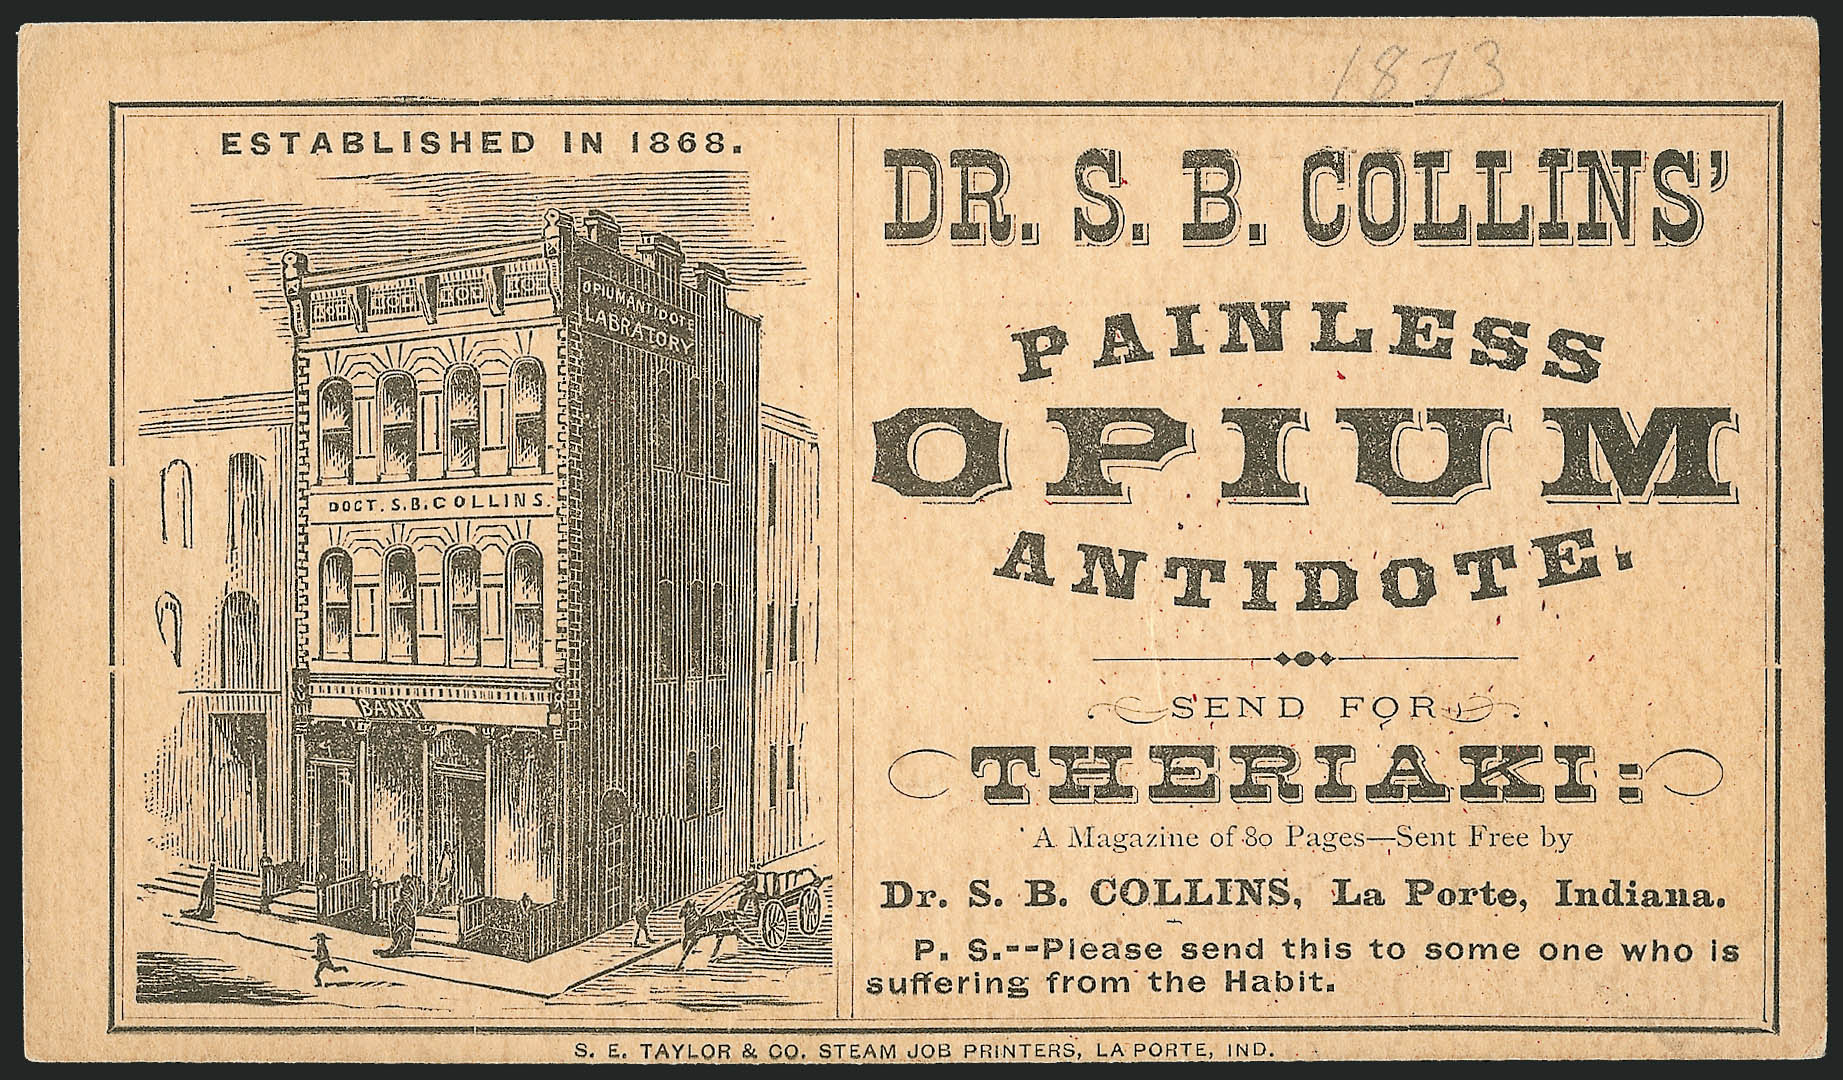 1873
ESTABLISHED IN 1868.
OPIUM ANTIDOTE
LABRATORY
DOCT. S.B. COLLINS.
BANK
DR. S. B. COLLINS'
PAINLESS
OPIUM
ANTIDOTE.
SEND FOR
THERIAKI:
A Magazine of 80 Pages—Sent Free by
Dr. S. B. COLLINS, La Porte, Indiana.
P. S.--Please send this to some one who is
suffering from the Habit.
S. E. TAYLOR & CO. STEAM JOB PRINTERS, LA PORTE, IND.